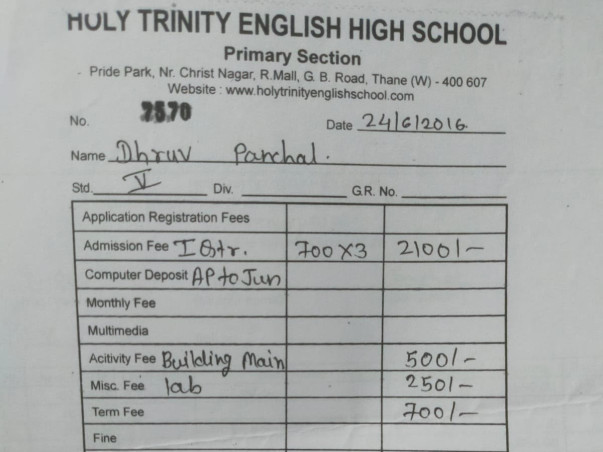 HOLY TRINITY ENGLISH HIGH SCHOOL
Primary Section
Pride Park, Nr. Christ Nagar, R.Mall, G. B. Road, Thane (W) - 400 607
Website : www.holytrinityenglishschool.com
No. 2570 Date 24/6/2016
Name Dhruv Panchal.
Std. V Div. G.R. No.
Application Registration Fees
Admission Fee I Qtr. 700 X 3 2100/-
Computer Deposit AP to Jun
Monthly Fee
Multimedia
Acitivity Fee Building Main 500/-
Misc. Fee lab 250/-
Term Fee 700/-
Fine